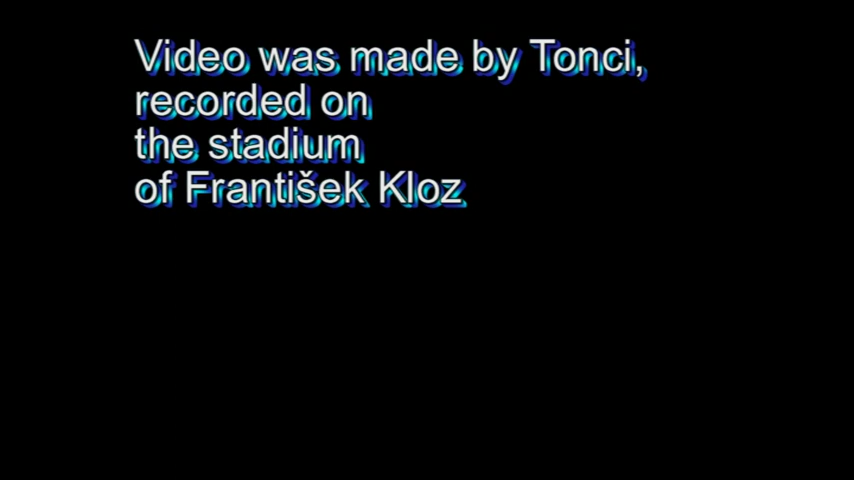 Video was made by Tonci,
recorded on
the stadium
of František Kloz